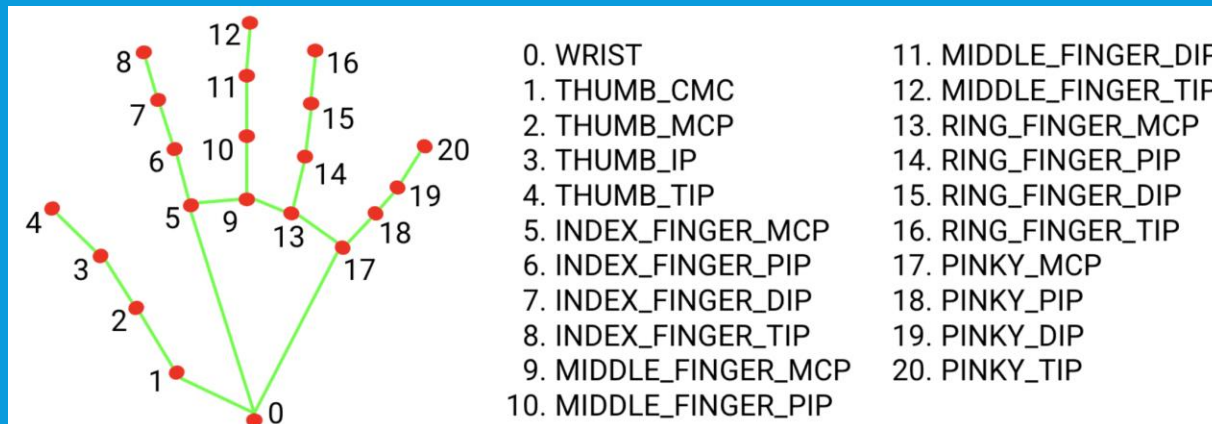 0. WRIST
1. THUMB_CMC
2. THUMB_MCP
3. THUMB_IP
4. THUMB_TIP
5. INDEX_FINGER_MCP
6. INDEX_FINGER_PIP
7. INDEX_FINGER_DIP
8. INDEX_FINGER_TIP
9. MIDDLE_FINGER_MCP
10. MIDDLE_FINGER_PIP
11. MIDDLE_FINGER_DIP
12. MIDDLE_FINGER_TIP
13. RING_FINGER_MCP
14. RING_FINGER_PIP
15. RING_FINGER_DIP
16. RING_FINGER_TIP
17. PINKY_MCP
18. PINKY_PIP
19. PINKY_DIP
20. PINKY_TIP
12
8
16
11
7
15
10
6
14
20
19
4
5
9
13
18
3
17
2
1
0